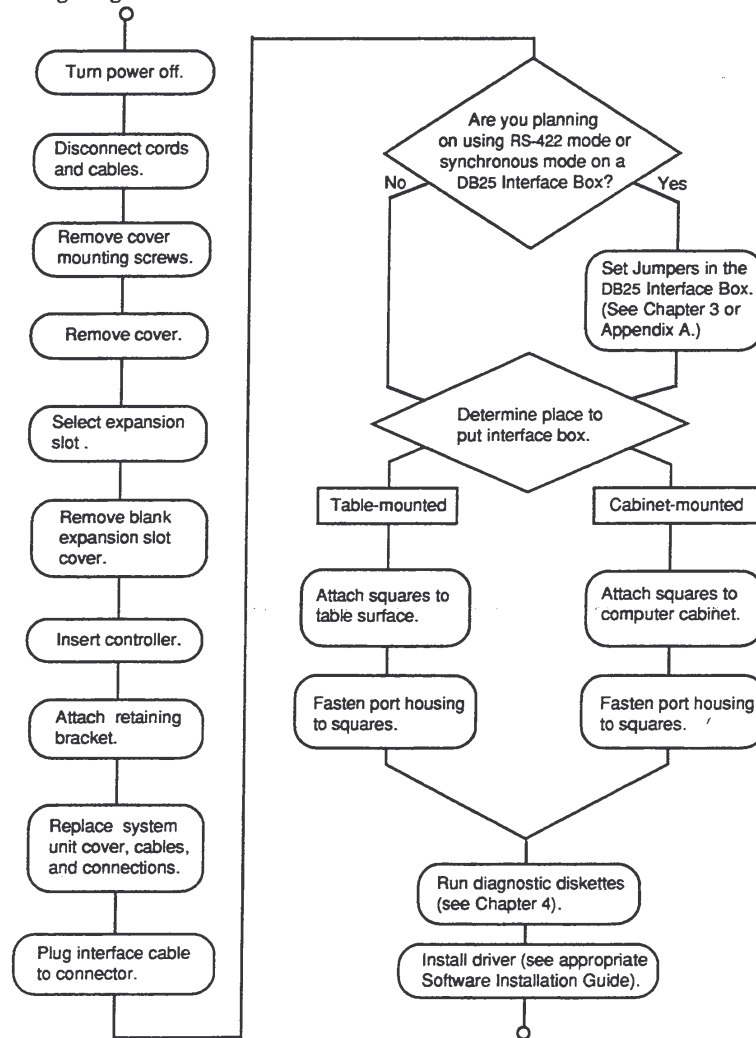 Turn power off.
Disconnect cords
and cables.
Remove cover
mounting screws.
Remove cover.
Select expansion
slot .
Remove blank
expansion slot
cover.
Insert controller.
Attach retaining
bracket.
Replace system
unit cover, cables,
and connections.
Plug interface cable
to connector.
Are you planning
on using RS-422 mode or
synchronous mode on a
DB25 Interface Box?
No
Yes
Set Jumpers in the
DB25 Interface Box.
(See Chapter 3 or
Appendix A.)
Determine place to
put interface box.
Table-mounted
Cabinet-mounted
Attach squares to
table surface.
Attach squares to
computer cabinet.
Fasten port housing
to squares.
Fasten port housing
to squares.
Run diagnostic diskettes
(see Chapter 4).
Install driver (see appropriate
Software Installation Guide).